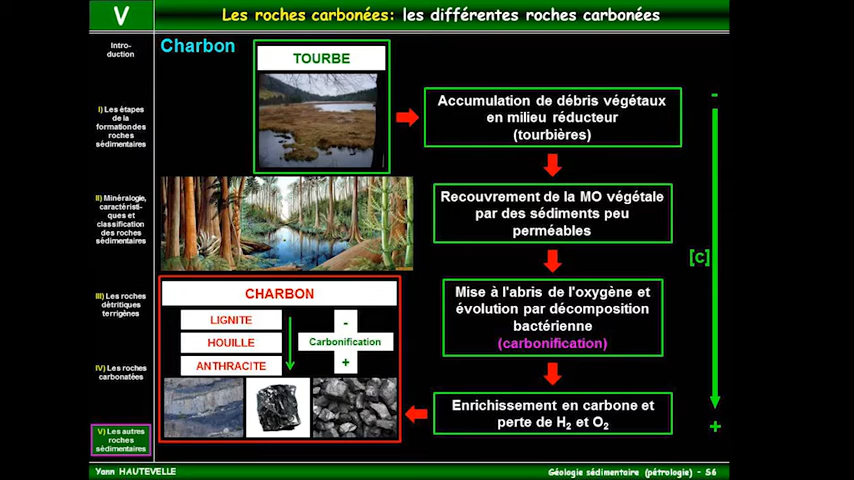 V
Les roches carbonées: les différentes roches carbonées
Intro-
duction
I) Les étapes
de la
formation des
roches
sédimentaires
II) Minéralogie,
caractéristi-
ques et
classification
des roches
sédimentaires
III) Les roches
détritiques
terrigènes
IV) Les roches
carbonatées
V) Les autres
roches
sédimentaires
Charbon
TOURBE
Accumulation de débris végétaux
en milieu réducteur
(tourbières)
Recouvrement de la MO végétale
par des sédiments peu
perméables
Mise à l'abris de l'oxygène et
évolution par décomposition
bactérienne
(carbonification)
Enrichissement en carbone et
perte de H2 et O2
-
[C]
+
CHARBON
LIGNITE
HOUILLE
ANTHRACITE
-
Carbonification
+
Yann HAUTEVELLE
Géologie sédimentaire (pétrologie) - 56